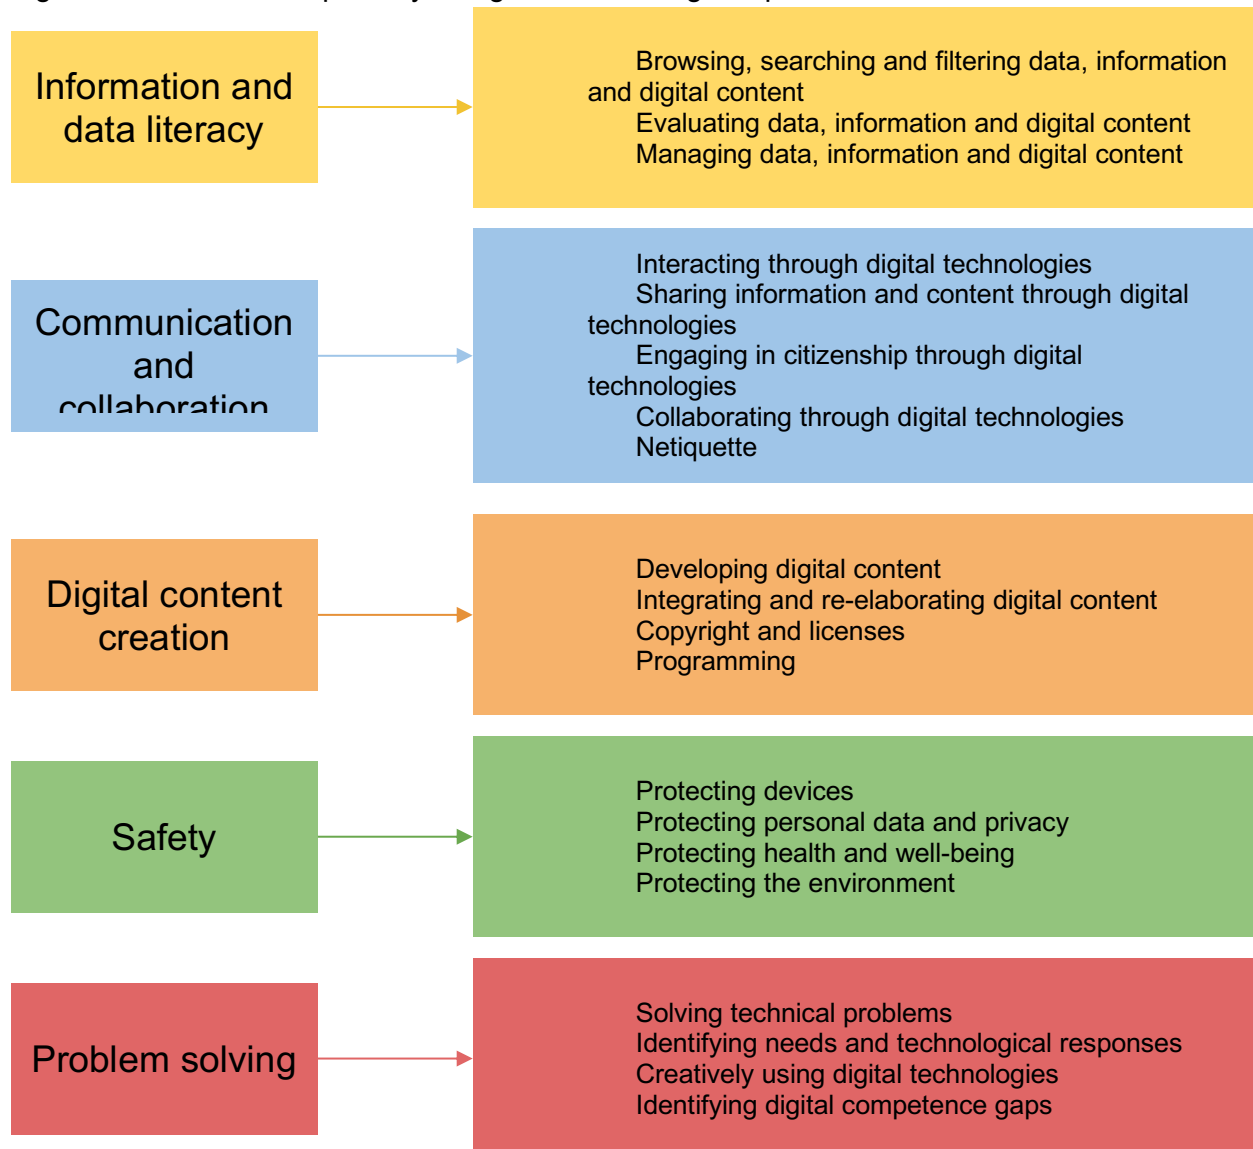 Information and
data literacy
Browsing, searching and filtering data, information
and digital content
Evaluating data, information and digital content
Managing data, information and digital content
Communication
and
collaboration
Interacting through digital technologies
Sharing information and content through digital
technologies
Engaging in citizenship through digital
technologies
Collaborating through digital technologies
Netiquette
Digital content
creation
Developing digital content
Integrating and re-elaborating digital content
Copyright and licenses
Programming
Safety
Protecting devices
Protecting personal data and privacy
Protecting health and well-being
Protecting the environment
Problem solving
Solving technical problems
Identifying needs and technological responses
Creatively using digital technologies
Identifying digital competence gaps